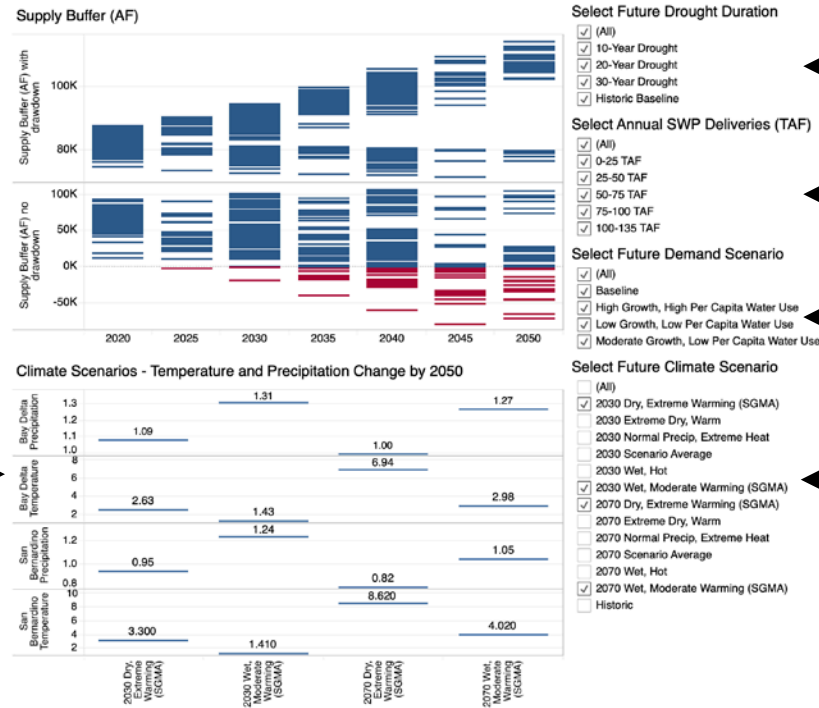 Supply Buffer (AF)
Supply Buffer (AF) with
drawdown
100K
80K
Supply Buffer (AF) no
drawdown
100K
50K
0K
-50K
2020 2025 2030 2035 2040 2045 2050
Climate Scenarios - Temperature and Precipitation Change by 2050
Bay Delta
Precipitation
1.3
1.2
1.1
1.0
1.09
1.31
1.00
1.27
Bay Delta
Temperature
8
6
4
2
2.63
1.43
6.94
2.98
San
Bernardino
Precipitation
1.2
1.0
0.8
0.95
1.24
0.82
1.05
San
Bernardino
Temperature
10
8
6
4
2
3.300
1.410
8.620
4.020
2030 Dry,
Extreme
Warming
(SGMA)
2030 Wet,
Moderate
Warming
(SGMA)
2070 Dry,
Extreme
Warming
(SGMA)
2070 Wet,
Moderate
Warming
(SGMA)
Select Future Drought Duration
(All)
10-Year Drought
20-Year Drought
30-Year Drought
Historic Baseline
Select Annual SWP Deliveries (TAF)
(All)
0-25 TAF
25-50 TAF
50-75 TAF
75-100 TAF
100-135 TAF
Select Future Demand Scenario
(All)
Baseline
High Growth, High Per Capita Water Use
Low Growth, Low Per Capita Water Use
Moderate Growth, Low Per Capita Water Use
Select Future Climate Scenario
(All)
2030 Dry, Extreme Warming (SGMA)
2030 Extreme Dry, Warm
2030 Normal Precip, Extreme Heat
2030 Scenario Average
2030 Wet, Hot
2030 Wet, Moderate Warming (SGMA)
2070 Dry, Extreme Warming (SGMA)
2070 Extreme Dry, Warm
2070 Normal Precip, Extreme Heat
2070 Scenario Average
2070 Wet, Hot
2070 Wet, Moderate Warming (SGMA)
Historic